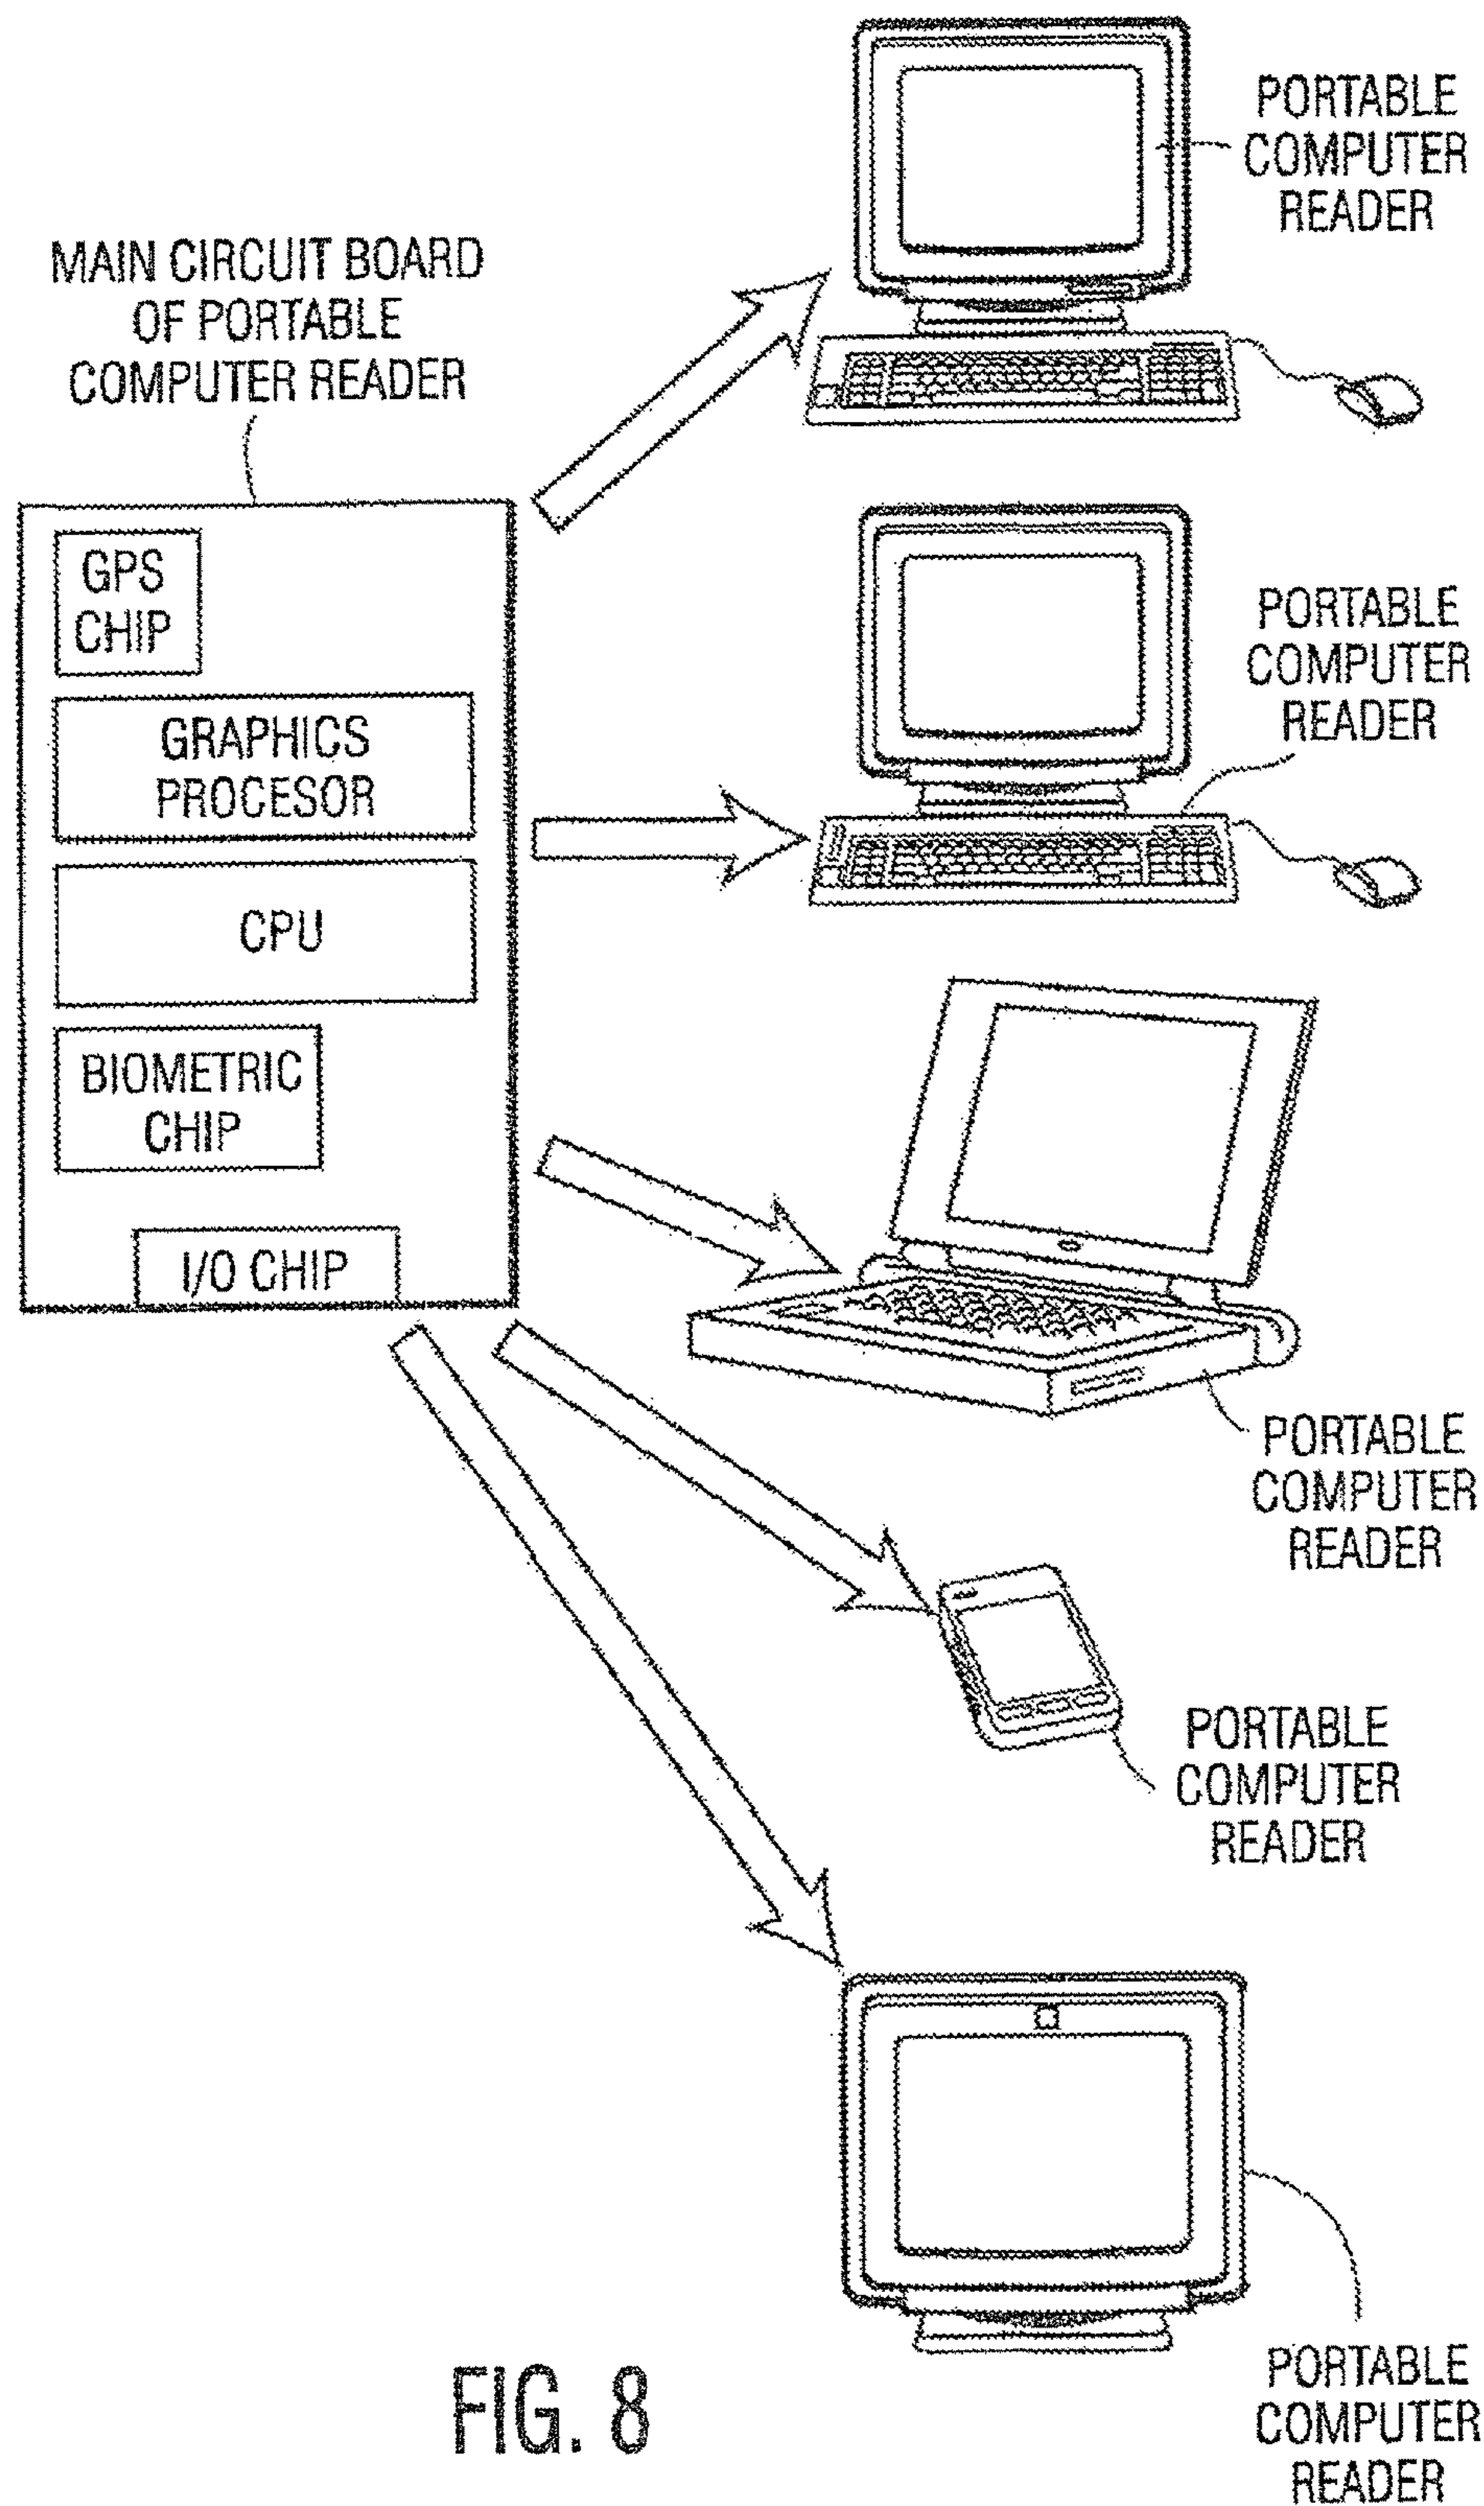 PORTABLE
COMPUTER
READER
MAIN CIRCUIT BOARD
OF PORTABLE
COMPUTER READER
GPS
CHIP
GRAPHICS
PROCESOR
CPU
BIOMETRIC
CHIP
I/O CHIP
PORTABLE
COMPUTER
READER
PORTABLE
COMPUTER
READER
PORTABLE
COMPUTER
READER
PORTABLE
COMPUTER
READER
FIG. 8